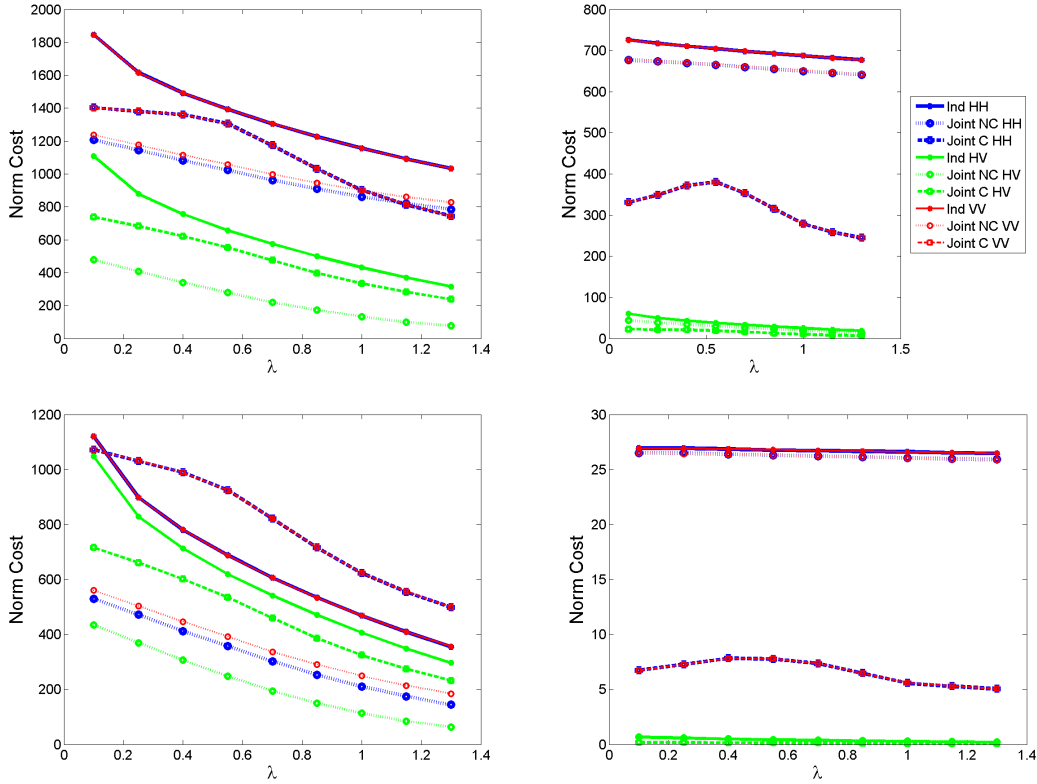 2000
1800
1600
1400
1200
1000
800
600
400
200
0
Norm Cost
0 0.2 0.4 0.6 0.8 1 1.2 1.4
λ
800
700
600
500
400
300
200
100
0
Norm Cost
0 0.5 1 1.5
λ
Ind HH
Joint NC HH
Joint C HH
Ind HV
Joint NC HV
Joint C HV
Ind VV
Joint NC VV
Joint C VV
1200
1000
800
600
400
200
0
Norm Cost
0 0.2 0.4 0.6 0.8 1 1.2 1.4
λ
30
25
20
15
10
5
0
Norm Cost
0 0.2 0.4 0.6 0.8 1 1.2 1.4
λ